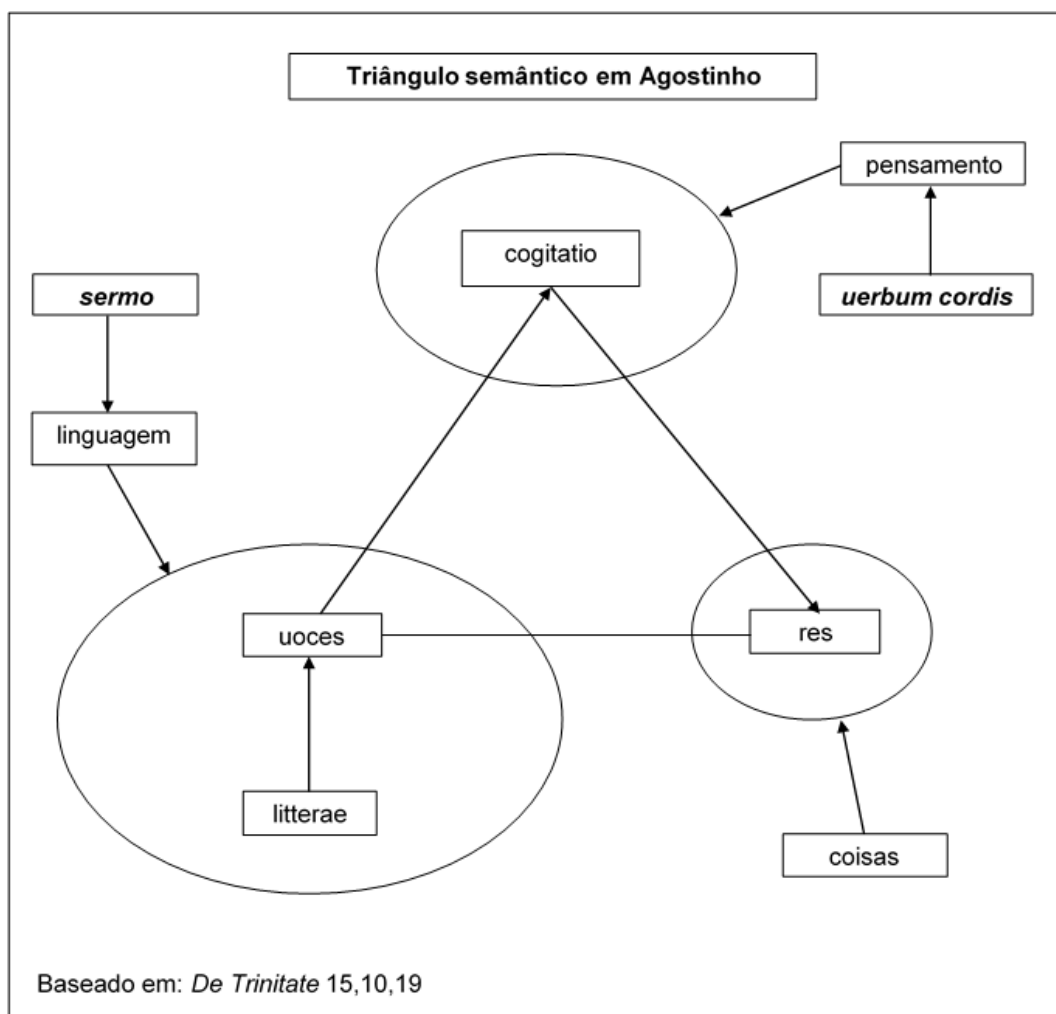 Triângulo semântico em Agostinho
pensamento
cogitatio
sermo
uerbum cordis
linguagem
uoces
res
litterae
coisas
Baseado em: De Trinitate 15,10,19